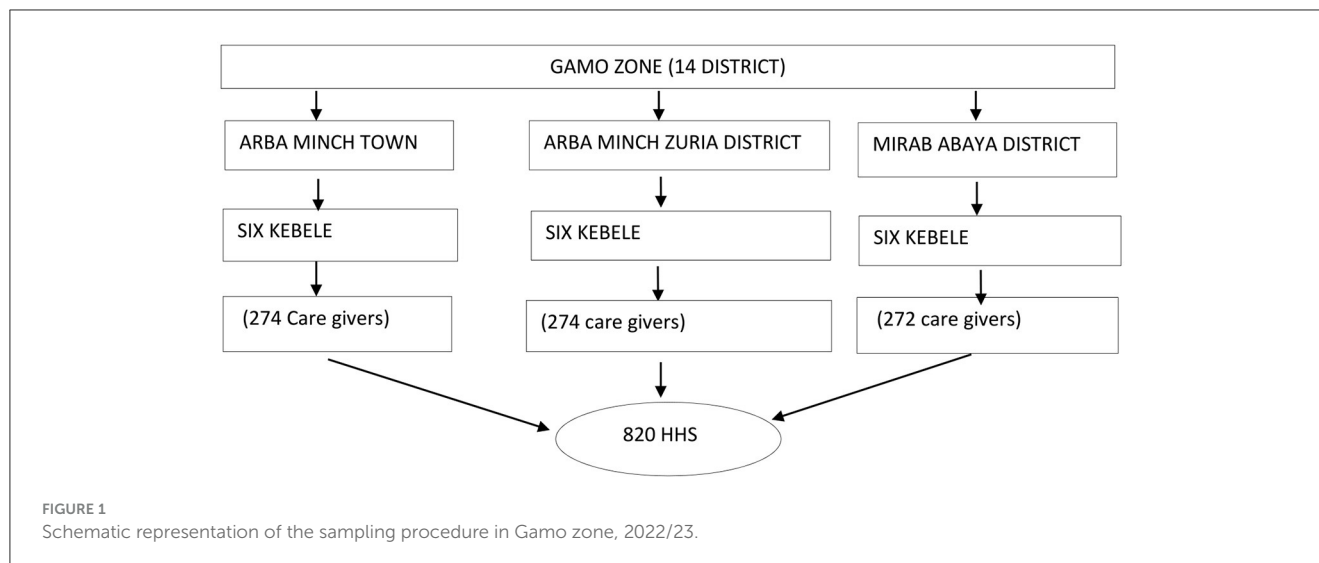 GAMO ZONE (14 DISTRICT)
ARBA MINCH TOWN
ARBA MINCH ZURIA DISTRICT
MIRAB ABAYA DISTRICT
SIX KEBELE
SIX KEBELE
SIX KEBELE
(274 Care givers)
(274 care givers)
(272 care givers)
820 HHS
FIGURE 1
Schematic representation of the sampling procedure in Gamo zone, 2022/23.